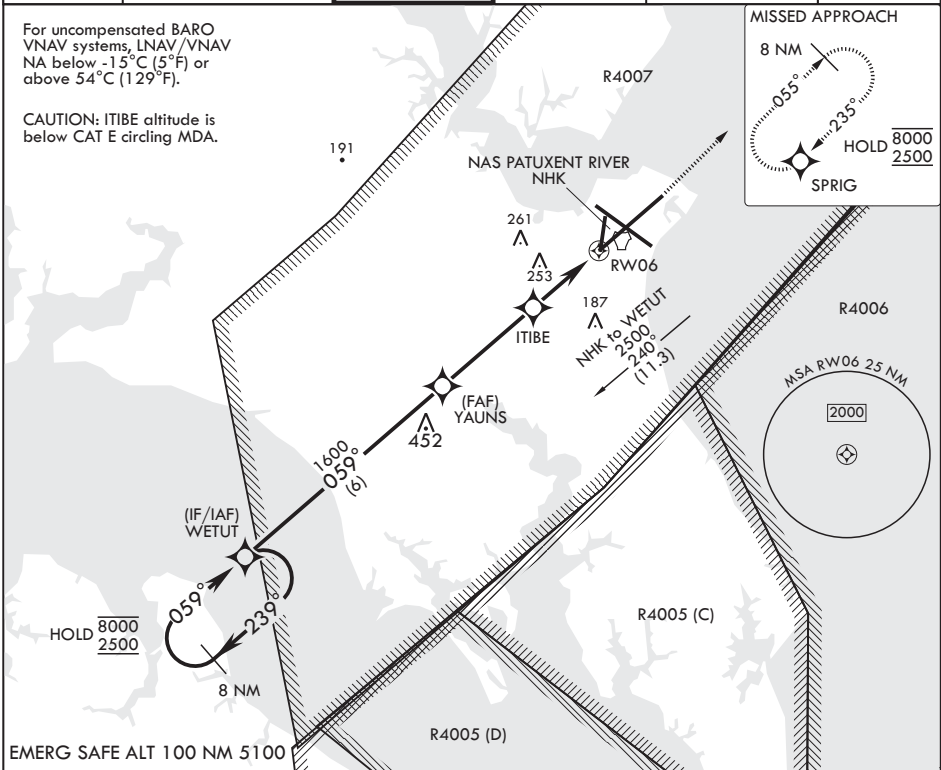 For uncompensated BARO
VNAV systems, LNAV/VNAV
NA below -15°C (5°F) or
above 54°C (129°F).
CAUTION: ITIBE altitude is
below CAT E circling MDA.
MISSED APPROACH
8 NM
055°
235°
HOLD 8000
2500
SPRIG
R4007
191
NAS PATUXENT RIVER
NHK
261
253
RW06
187
ITIBE
NHK to WETUT
2500
240°
(11.3)
R4006
MSA RW06 25 NM
2000
(FAF)
YAUNS
452
1600
059°
(6)
(IF/IAF)
WETUT
059°
239°
HOLD 8000
2500
8 NM
R4005 (C)
R4005 (D)
EMERG SAFE ALT 100 NM 5100